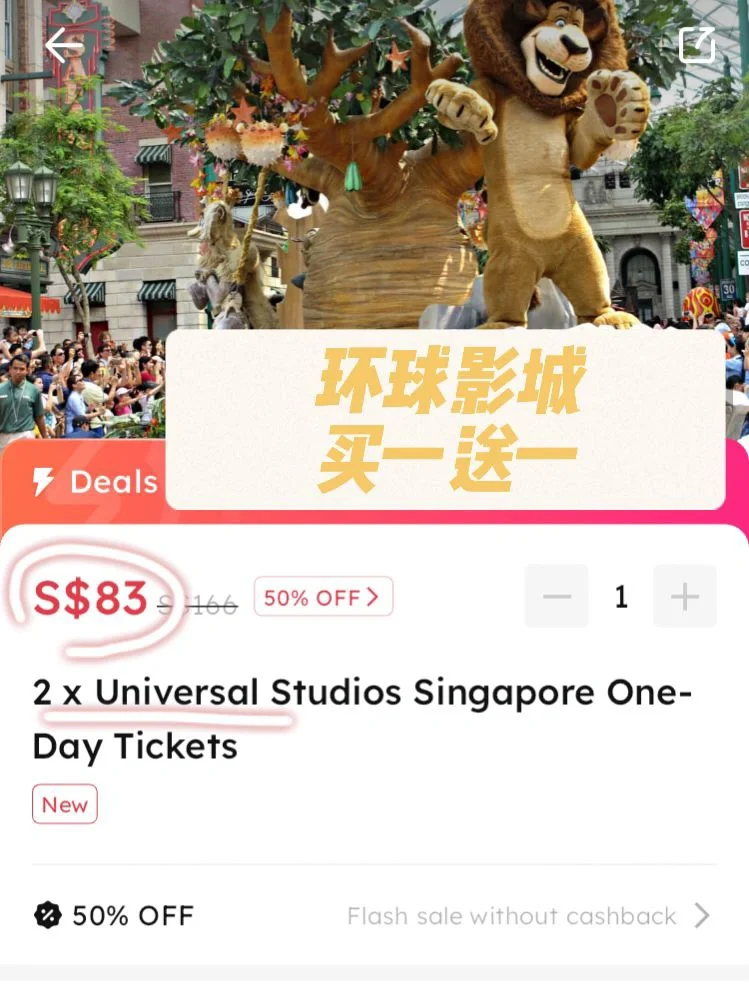 环球影城
买一送一
Deals
S$83 S$166 50% OFF 1
2 x Universal Studios Singapore One-
Day Tickets
New
50% OFF Flash sale without cashback
30